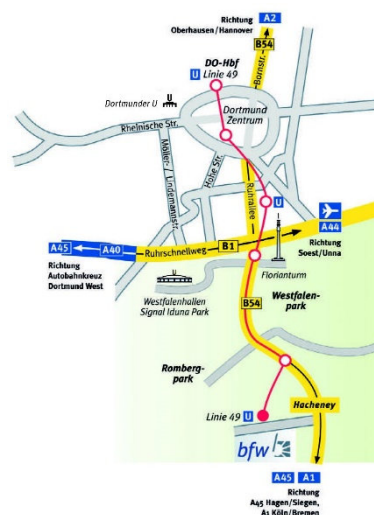 Richtung
Oberhausen/Hannover
A2
B54
Bornstr.
DO-Hbf
U Linie 49
Dortmunder U
Dortmund
Zentrum
Rheinische Str.
Möller- /
Lindemannstr.
Hohe Str.
Ruhrallee
U
A44
Richtung
Soest/Unna
A45 A40 Ruhrschnellweg B1
Richtung
Autobahnkreuz
Dortmund West
Florianturm
Westfalenhallen
Signal Iduna Park
B54
Westfalen-
park
Romberg-
park
Hacheney
Linie 49 U
bfw
A45 A1
Richtung
A45 Hagen/Siegen,
A1 Köln/Bremen